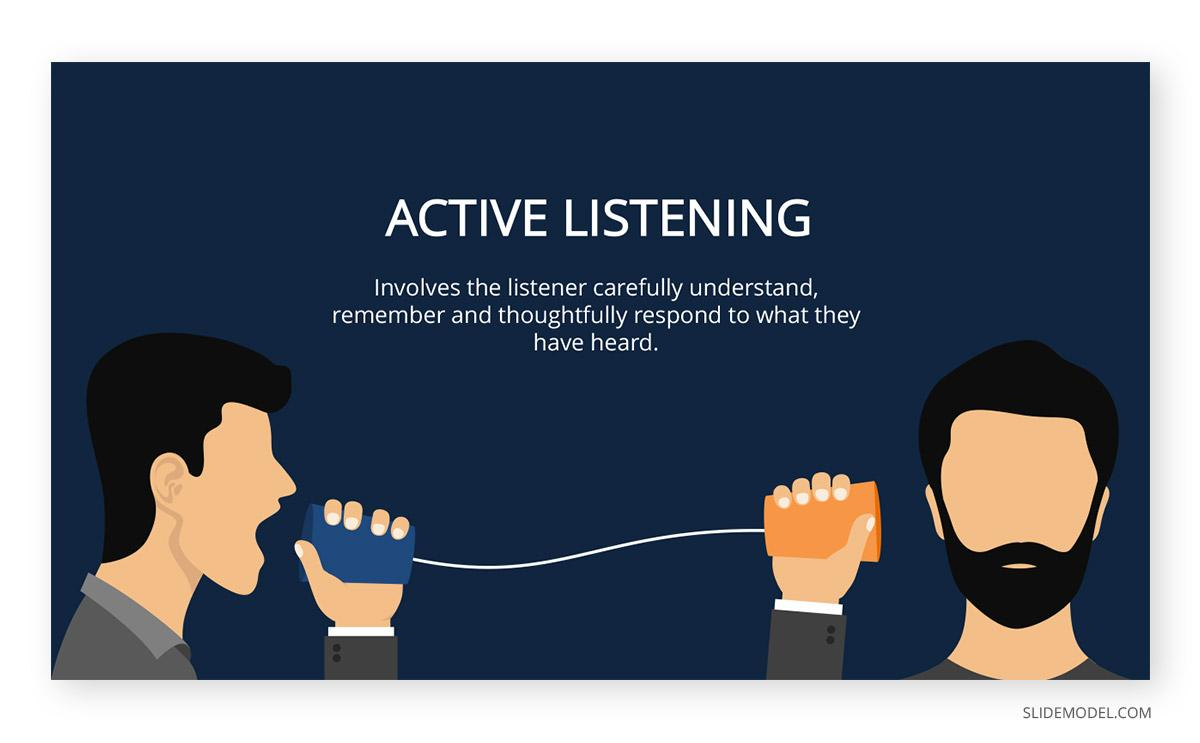 ACTIVE LISTENING
Involves the listener carefully understand,
remember and thoughtfully respond to what they
have heard.
SLIDEMODEL.COM